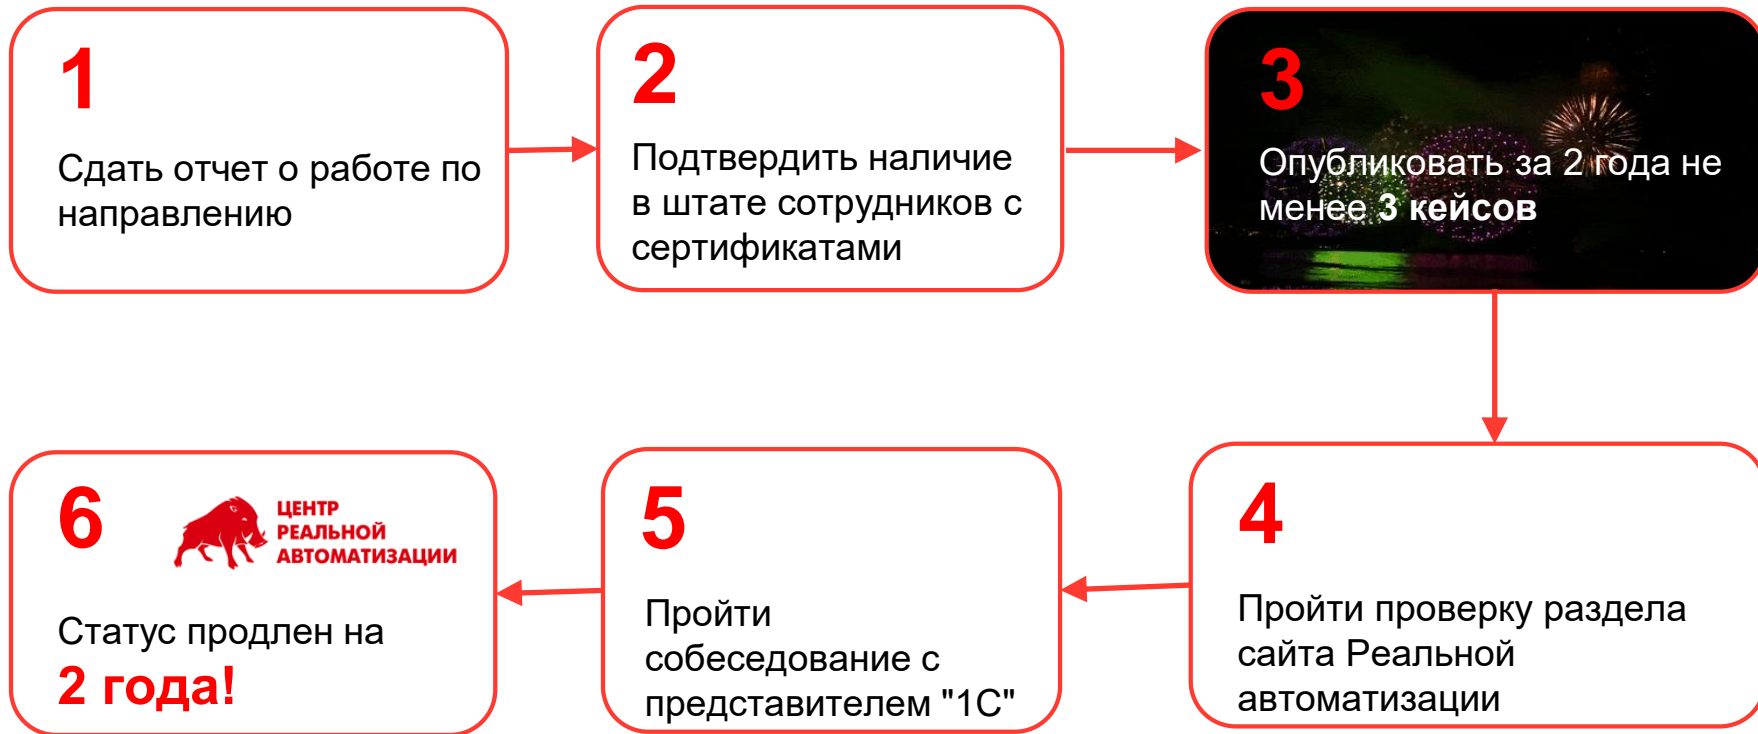 1
Сдать отчет о работе по
направлению
2
Подтвердить наличие
в штате сотрудников с
сертификатами
3
Опубликовать за 2 года не
менее 3 кейсов
4
Пройти проверку раздела
сайта Реальной
автоматизации
5
Пройти
собеседование с
представителем "1С"
6
ЦЕНТР
РЕАЛЬНОЙ
АВТОМАТИЗАЦИИ
Статус продлен на
2 года!